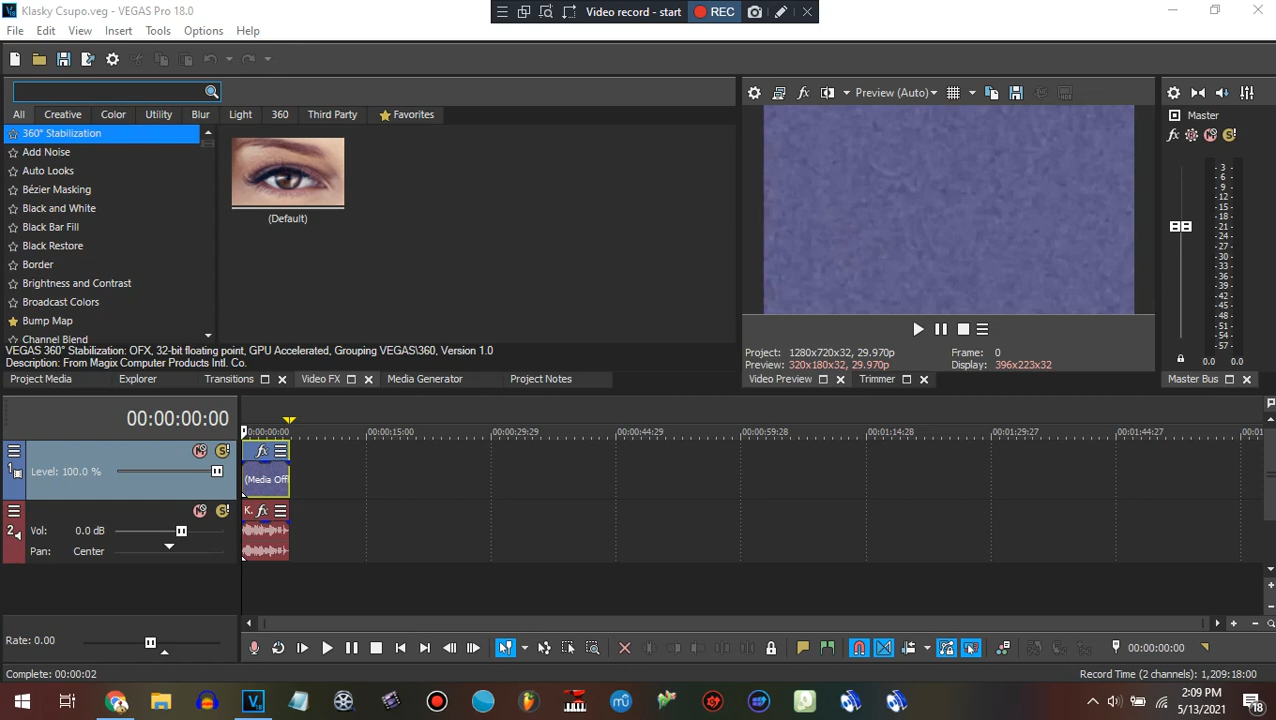 Klasky Csupo.veg - VEGAS Pro 18.0
Video record - start
REC
File Edit View Insert Tools Options Help
All Creative Color Utility Blur Light 360 Third Party Favorites
360° Stabilization
Add Noise
Auto Looks
Bézier Masking
Black and White
Black Bar Fill
Black Restore
Border
Brightness and Contrast
Broadcast Colors
Bump Map
Channel Blend
(Default)
VEGAS 360° Stabilization: OFX, 32-bit floating point, GPU Accelerated, Grouping VEGAS\360, Version 1.0
Description: From Magix Computer Products Intl. Co.
Project Media Explorer Transitions Video FX Media Generator Project Notes
Preview (Auto)
Project: 1280x720x32, 29.970p
Frame: 0
Preview: 320x180x32, 29.970p
Display: 396x223x32
Video Preview Trimmer
Master
- 3 -
- 6 -
- 9 -
-12-
-15-
-18-
-21-
-24-
-27-
-30-
-33-
-36-
-39-
-42-
-45-
-48-
-51-
-54-
-57-
0.0 0.0
Master Bus
00:00:00:00
0:00:00:00 00:00:15:00 00:00:29:29 00:00:44:29 00:00:59:28 00:01:14:28 00:01:29:27 00:01:44:27 00:0
1
Level: 100.0 %
(Media Offl
2
Vol: 0.0 dB
Pan: Center
K.
Rate: 0.00
00:00:00:00
Complete: 00:00:02
Record Time (2 channels): 1,209:18:00
2:09 PM
5/13/2021
18